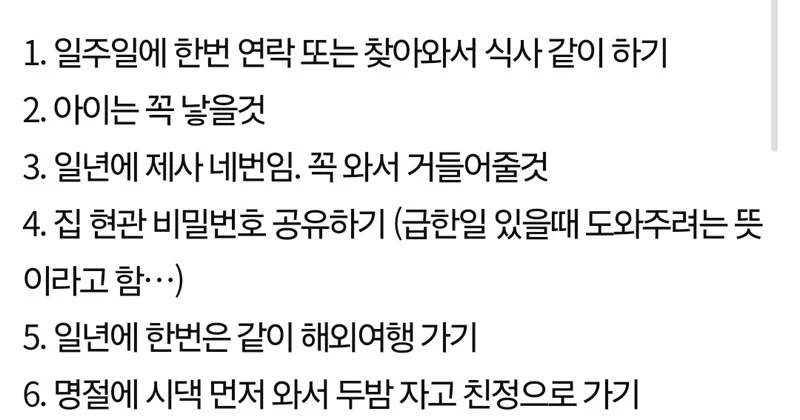 1. 일주일에 한번 연락 또는 찾아와서 식사 같이 하기
2. 아이는 꼭 낳을것
3. 일년에 제사 네번임. 꼭 와서 거들어줄것
4. 집 현관 비밀번호 공유하기 (급한일 있을때 도와주려는 뜻
이라고 함…)
5. 일년에 한번은 같이 해외여행 가기
6. 명절에 시댁 먼저 와서 두밤 자고 친정으로 가기